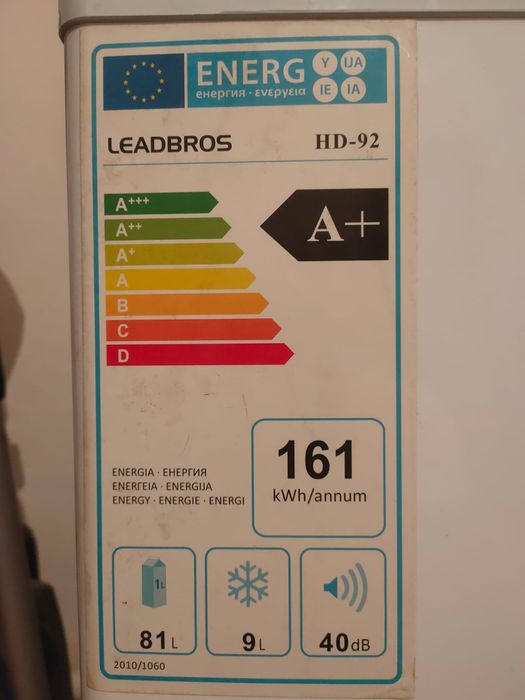 ENERG Y IJA
енергия · ενεργεια IE IA
LEADBROS HD-92
A+++
A++
A+
A
B
C
D
A+
ENERGIA · ЕНЕРГИЯ
ΕΝΕΡΓΕΙΑ · ENERGIJA
ENERGY · ENERGIE · ENERGI
161
kWh/annum
1L
81L
9L
40dB
2010/1060